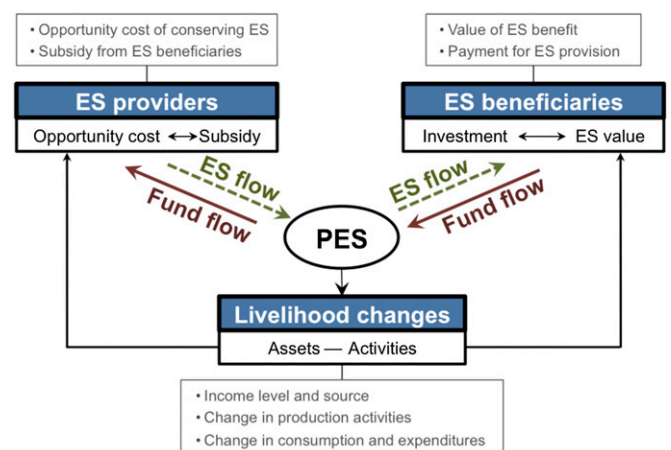 • Opportunity cost of conserving ES
• Subsidy from ES beneficiaries
ES providers
Opportunity cost ↔ Subsidy
• Value of ES benefit
• Payment for ES provision
ES beneficiaries
Investment ↔ ES value
ES flow
Fund flow
ES flow
Fund flow
PES
Livelihood changes
Assets — Activities
• Income level and source
• Change in production activities
• Change in consumption and expenditures